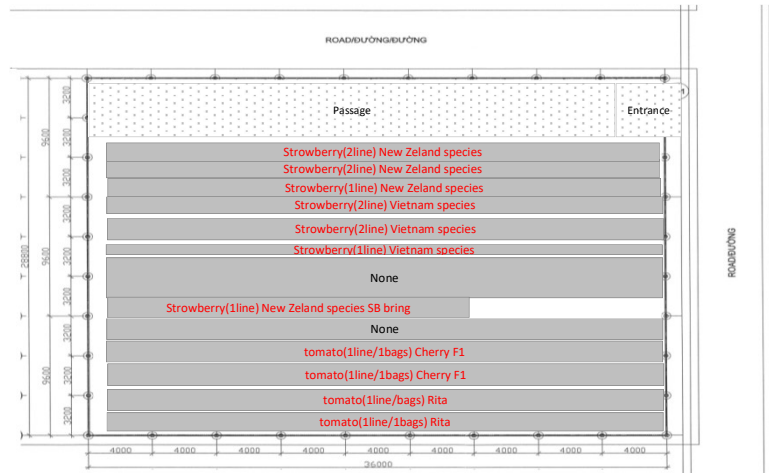 ROAD/ĐƯỜNG/ĐƯỜNG
Passage
Entrance
Strowberry(2line) New Zeland species
Strowberry(2line) New Zeland species
Strowberry(1line) New Zeland species
Strowberry(2line) Vietnam species
Strowberry(2line) Vietnam species
Strowberry(1line) Vietnam species
None
Strowberry(1line) New Zeland species SB bring
None
tomato(1line/1bags) Cherry F1
tomato(1line/1bags) Cherry F1
tomato(1line/bags) Rita
tomato(1line/1bags) Rita
28800
9600
9600
9600
3200
3200
3200
3200
3200
3200
3200
3200
3200
4000 4000 4000 4000 4000 4000 4000 4000 4000
36000
ROAD/ĐƯỜNG